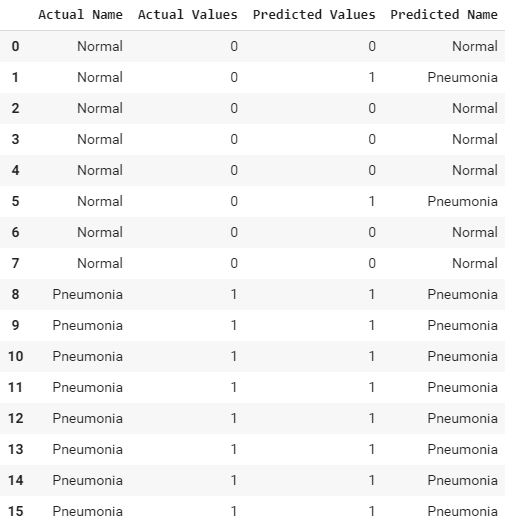 Actual Name Actual Values Predicted Values Predicted Name
0 Normal 0 0 Normal
1 Normal 0 1 Pneumonia
2 Normal 0 0 Normal
3 Normal 0 0 Normal
4 Normal 0 0 Normal
5 Normal 0 1 Pneumonia
6 Normal 0 0 Normal
7 Normal 0 0 Normal
8 Pneumonia 1 1 Pneumonia
9 Pneumonia 1 1 Pneumonia
10 Pneumonia 1 1 Pneumonia
11 Pneumonia 1 1 Pneumonia
12 Pneumonia 1 1 Pneumonia
13 Pneumonia 1 1 Pneumonia
14 Pneumonia 1 1 Pneumonia
15 Pneumonia 1 1 Pneumonia